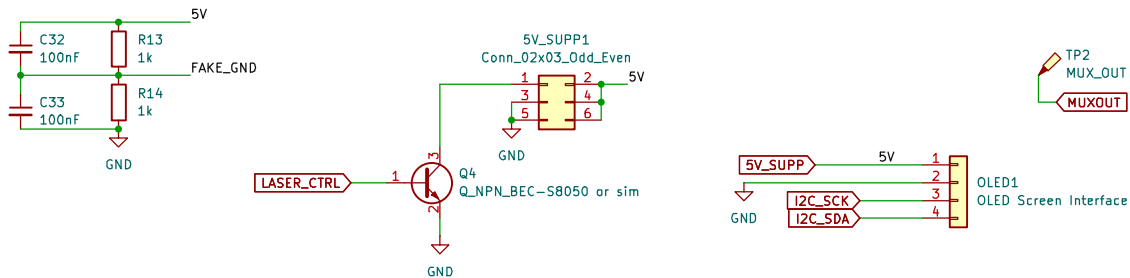 5V
C32
100nF
R13
1k
FAKE_GND
C33
100nF
R14
1k
GND
5V_SUPP1
Conn_02x03_Odd_Even
1
2
5V
3
4
5
6
GND
LASER_CTRL
1
3
2
Q4
Q_NPN_BEC-S8050 or sim
GND
TP2
MUX_OUT
MUXOUT
5V_SUPP
5V
1
2
3
4
GND
I2C_SCK
I2C_SDA
OLED1
OLED Screen Interface